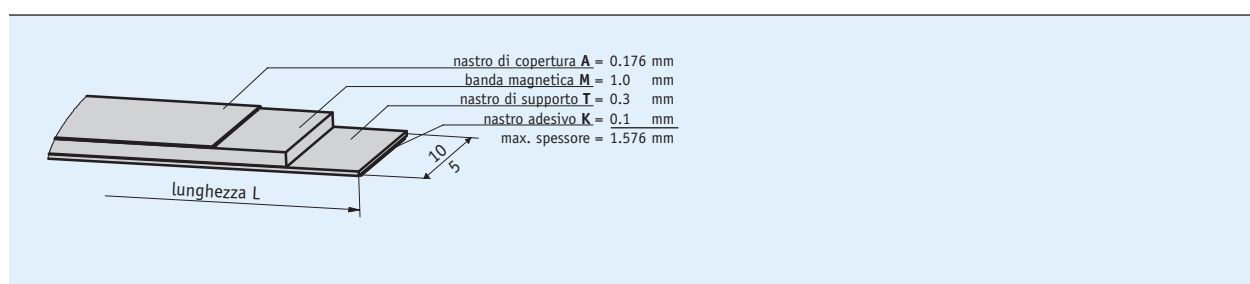 nastro di copertura A = 0.176 mm
banda magnetica M = 1.0 mm
nastro di supporto T = 0.3 mm
nastro adesivo K = 0.1 mm
max. spessore = 1.576 mm
10
5
lunghezza L